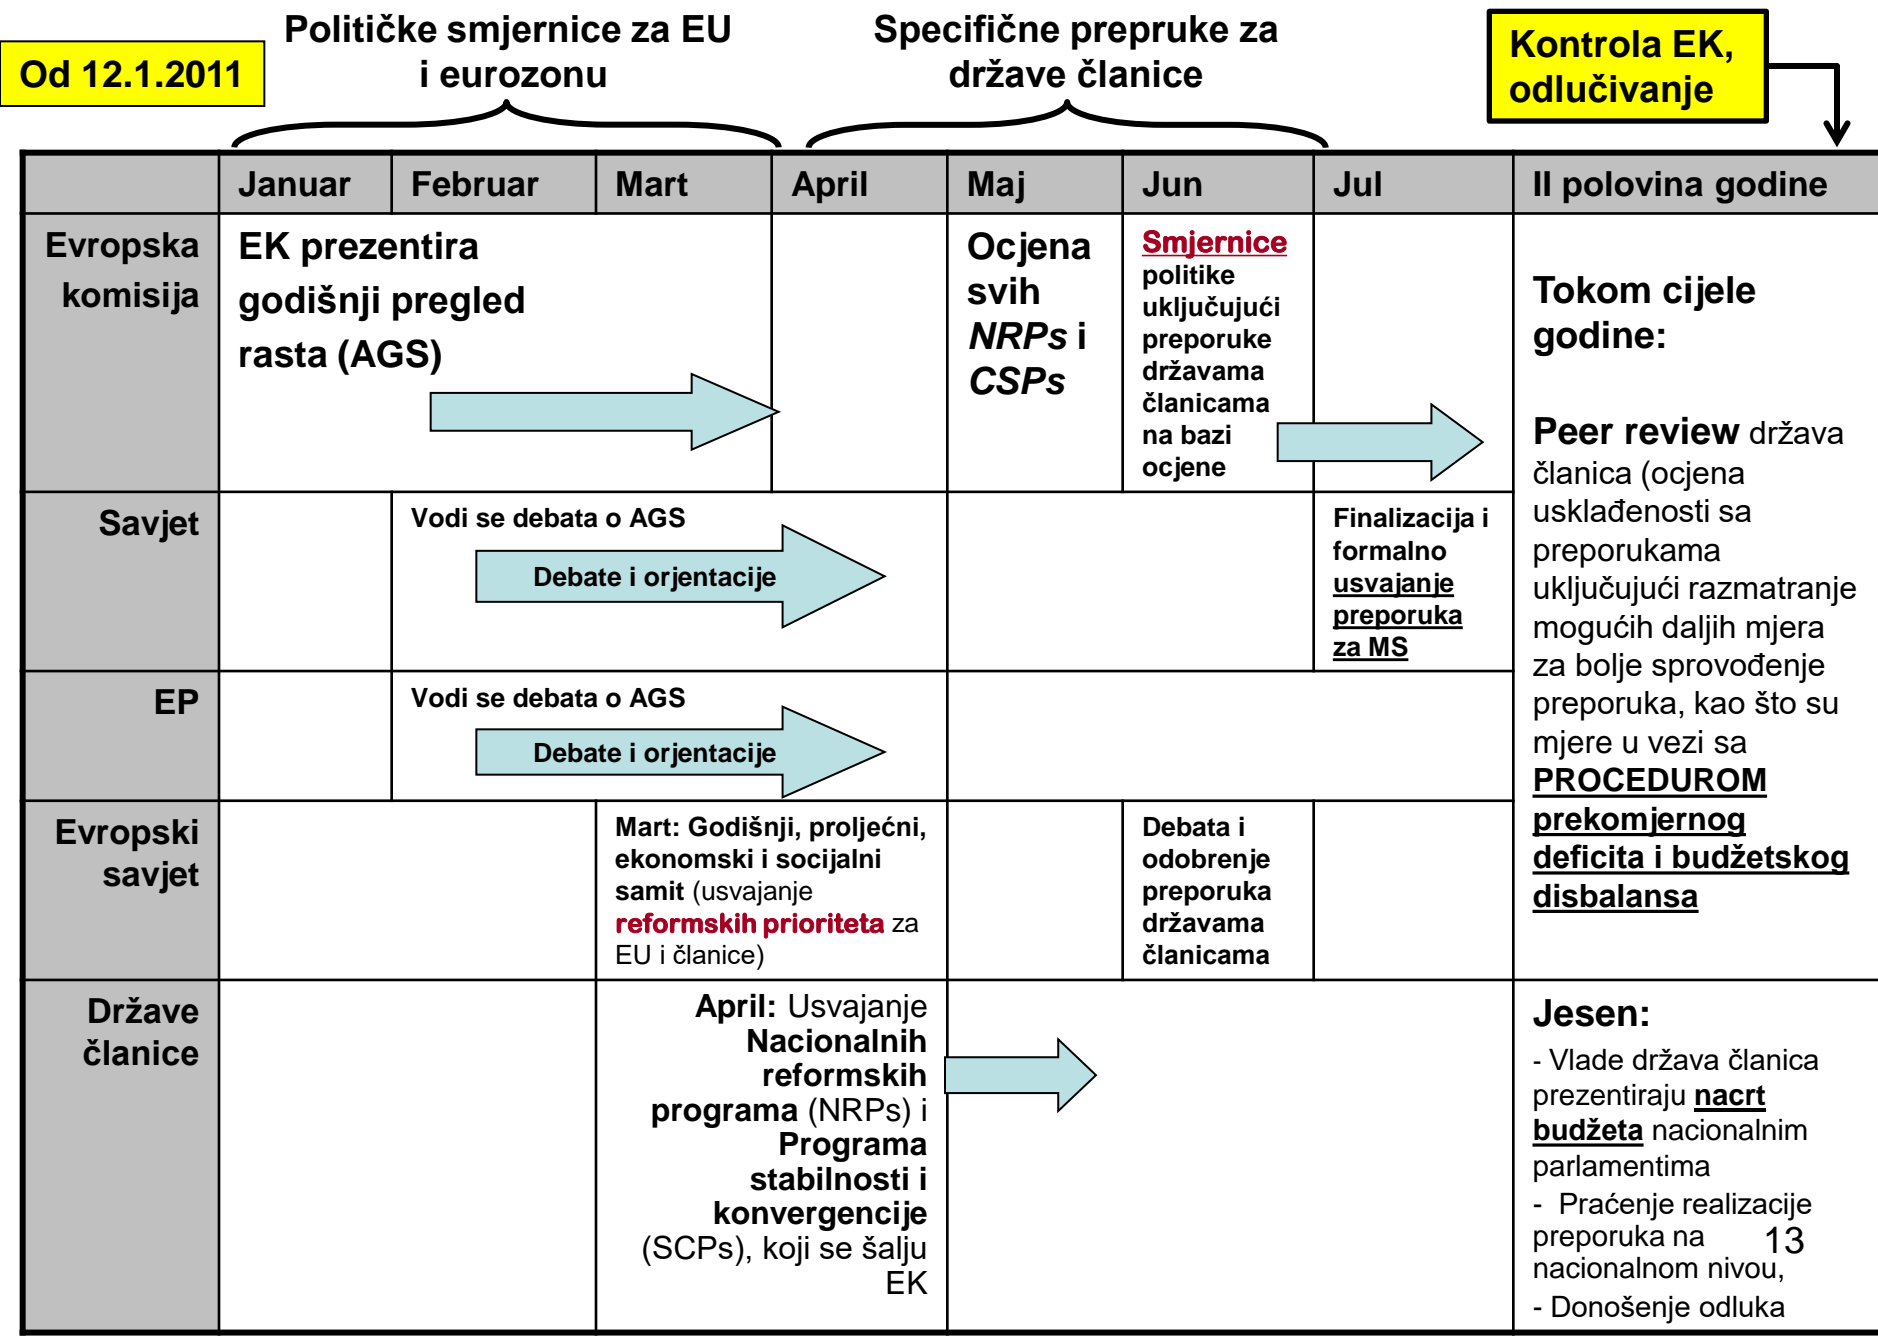 Političke smjernice za EU
i eurozonu
Specifične prepruke za
države članice
Kontrola EK,
odlučivanje
Od 12.1.2011
Januar
Februar
Mart
April
Maj
Jun
Jul
II polovina godine
Evropska
komisija
EK prezentira
godišnji pregled
rasta (AGS)
Ocjena
svih
NRPs i
CSPs
Smjernice
politike
uključujući
preporuke
državama
članicama
na bazi
ocjene
Tokom cijele
godine:
Peer review država
članica (ocjena
usklađenosti sa
preporukama
uključujući razmatranje
mogućih daljih mjera
za bolje sprovođenje
preporuka, kao što su
mjere u vezi sa
PROCEDUROM
prekomjernog
deficita i budžetskog
disbalansa
Savjet
Vodi se debata o AGS
Debate i orjentacije
Finalizacija i
formalno
usvajanje
preporuka
za MS
EP
Vodi se debata o AGS
Debate i orjentacije
Evropski
savjet
Mart: Godišnji, proljećni,
ekonomski i socijalni
samit (usvajanje
reformskih prioriteta za
EU i članice)
Debata i
odobrenje
preporuka
državama
članicama
Države
članice
April: Usvajanje
Nacionalnih
reformskih
programa (NRPs) i
Programa
stabilnosti i
konvergencije
(SCPs), koji se šalju
EK
Jesen:
- Vlade država članica
prezentiraju nacrt
budžeta nacionalnim
parlamentima
- Praćenje realizacije
preporuka na
nacionalnom nivou,
- Donošenje odluka
13